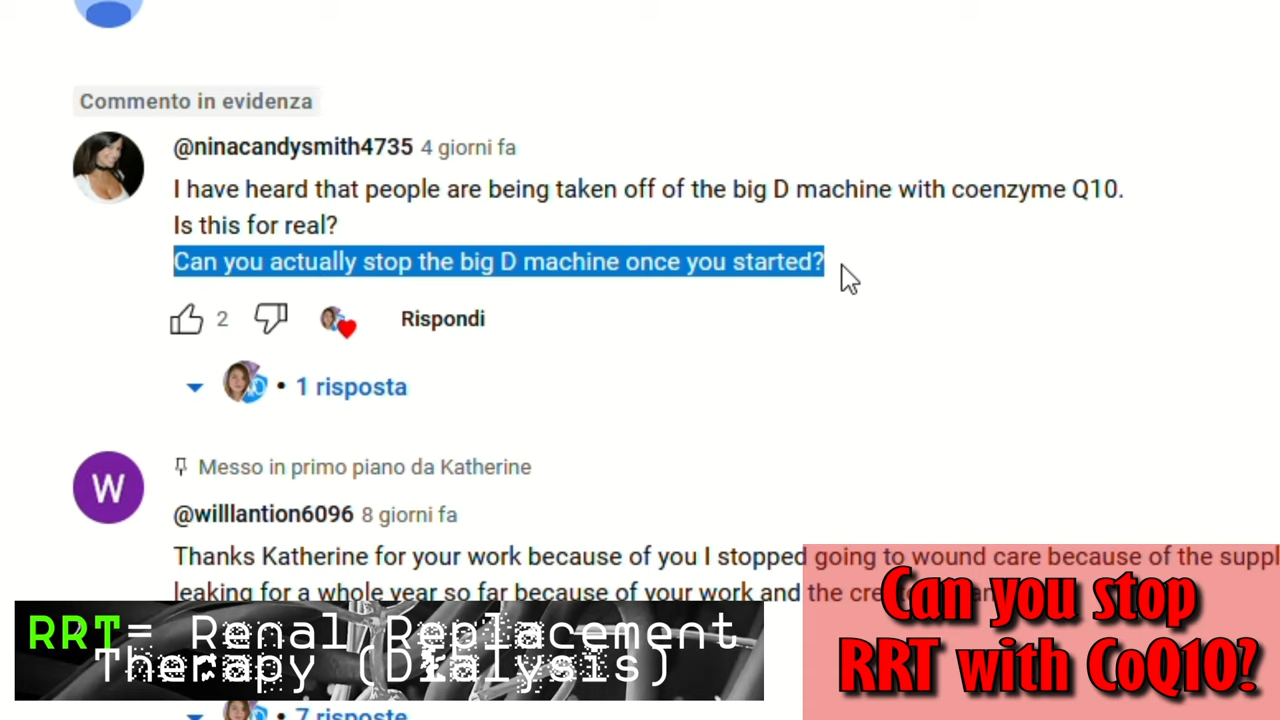 Commento in evidenza
@ninacandysmith4735 4 giorni fa
I have heard that people are being taken off of the big D machine with coenzyme Q10.
Is this for real?
Can you actually stop the big D machine once you started?
2
Rispondi
• 1 risposta
W
Messo in primo piano da Katherine
@willlantion6096 8 giorni fa
Thanks Katherine for your work because of you I stopped going to wound care because of the suppl
leaking for a whole year so far because of your work and the
RRT= Renal Replacement
Therapy (Dialysis)
Can you stop
RRT with CoQ10?
7 risposte